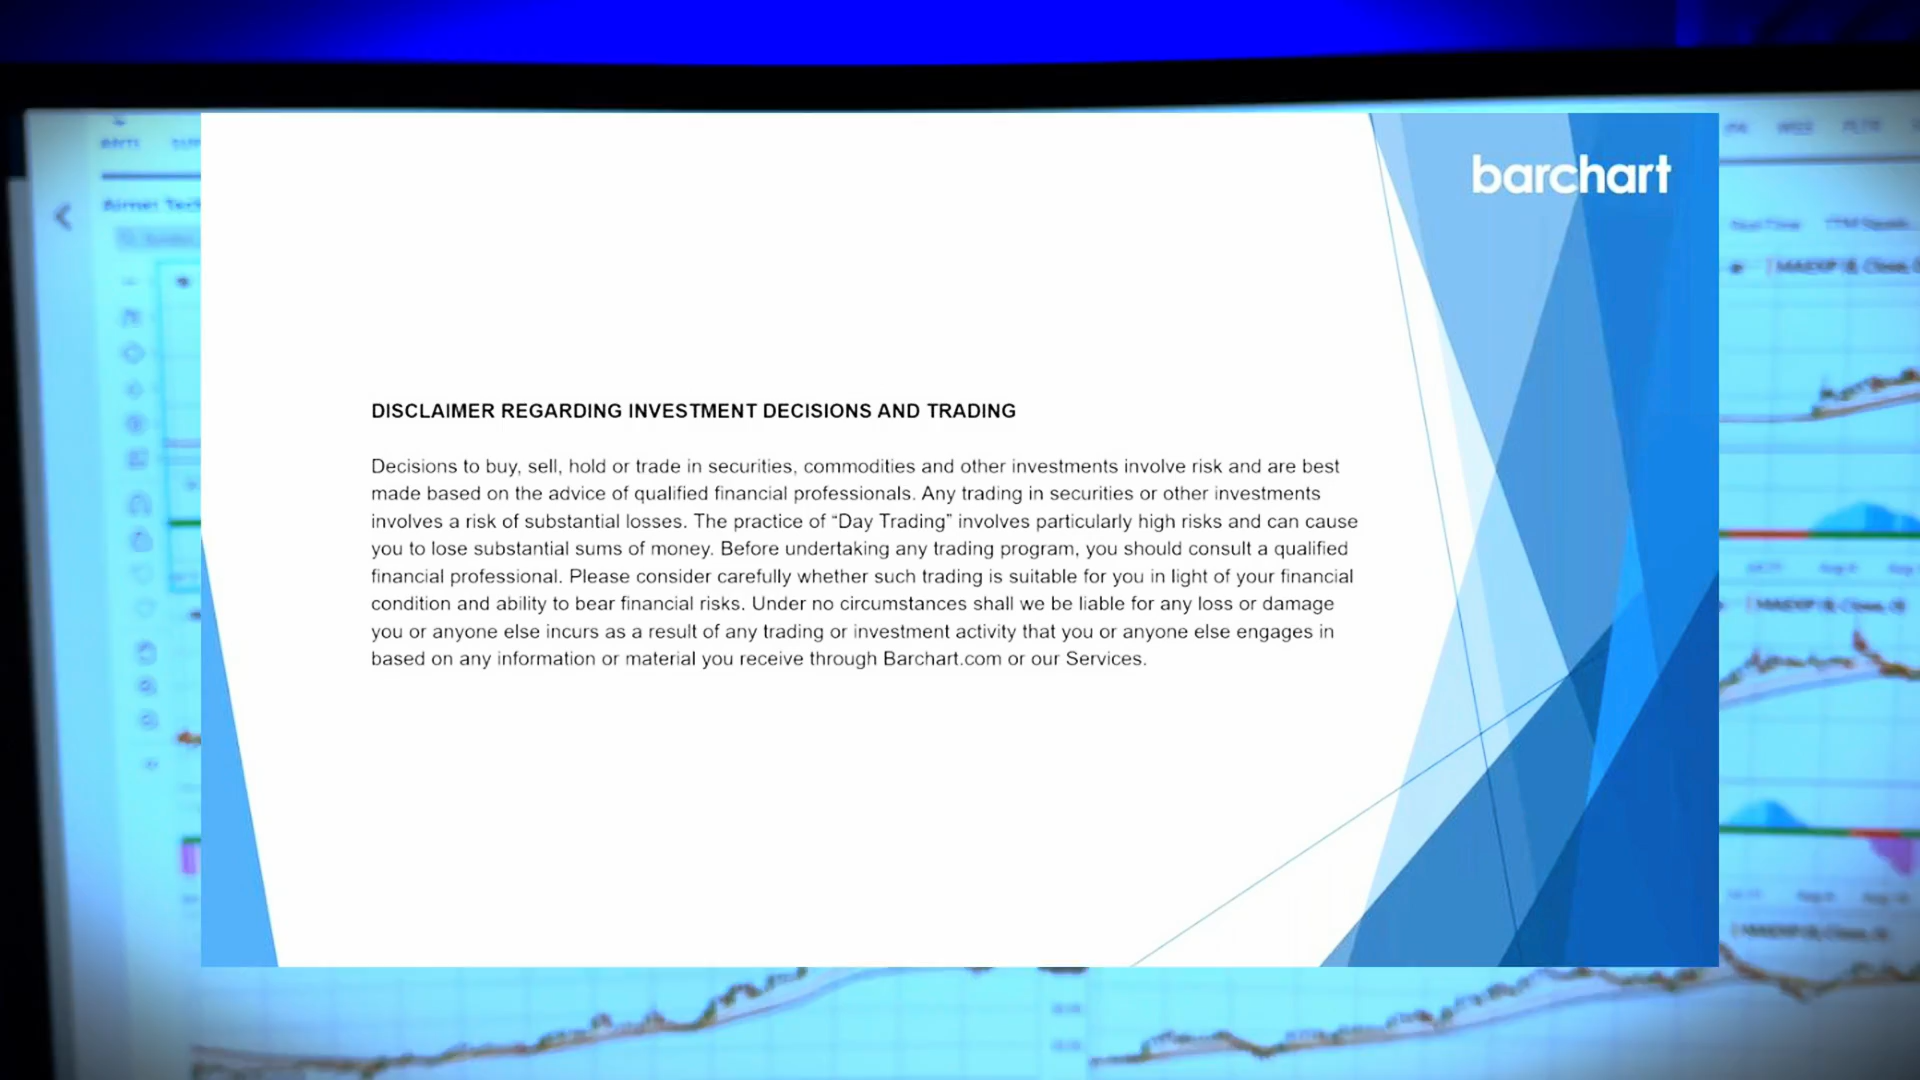 barchart
DISCLAIMER REGARDING INVESTMENT DECISIONS AND TRADING
Decisions to buy, sell, hold or trade in securities, commodities and other investments involve risk and are best
made based on the advice of qualified financial professionals. Any trading in securities or other investments
involves a risk of substantial losses. The practice of “Day Trading” involves particularly high risks and can cause
you to lose substantial sums of money. Before undertaking any trading program, you should consult a qualified
financial professional. Please consider carefully whether such trading is suitable for you in light of your financial
condition and ability to bear financial risks. Under no circumstances shall we be liable for any loss or damage
you or anyone else incurs as a result of any trading or investment activity that you or anyone else engages in
based on any information or material you receive through Barchart.com or our Services.